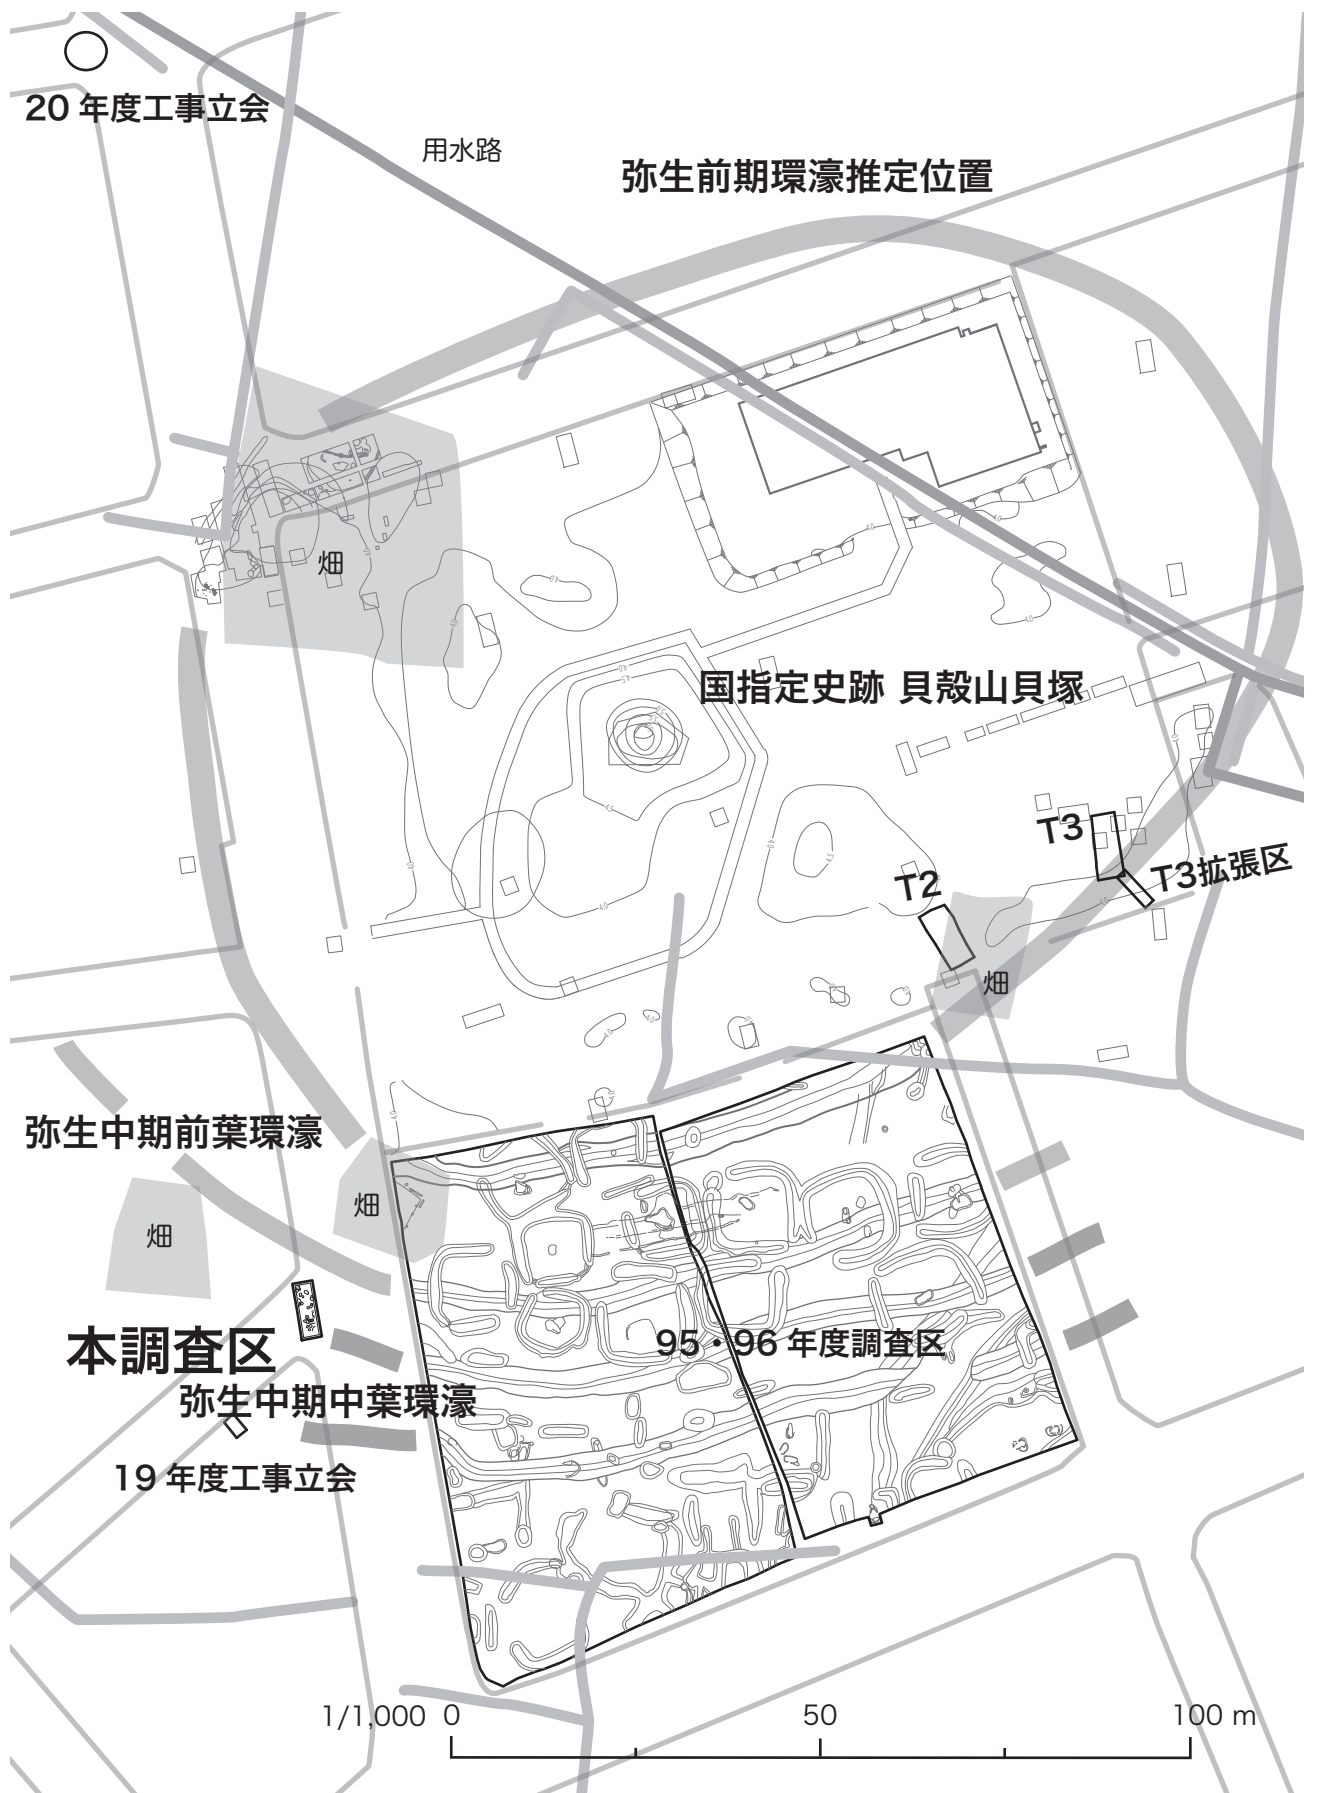 20 年度工事立会
用水路
弥生前期環濠推定位置
畑
国指定史跡 貝殻山貝塚
T3
T3拡張区
T2
畑
弥生中期前葉環濠
畑
畑
本調査区
95・96 年度調査区
弥生中期中葉環濠
19 年度工事立会
1/1,000 0 50 100 m